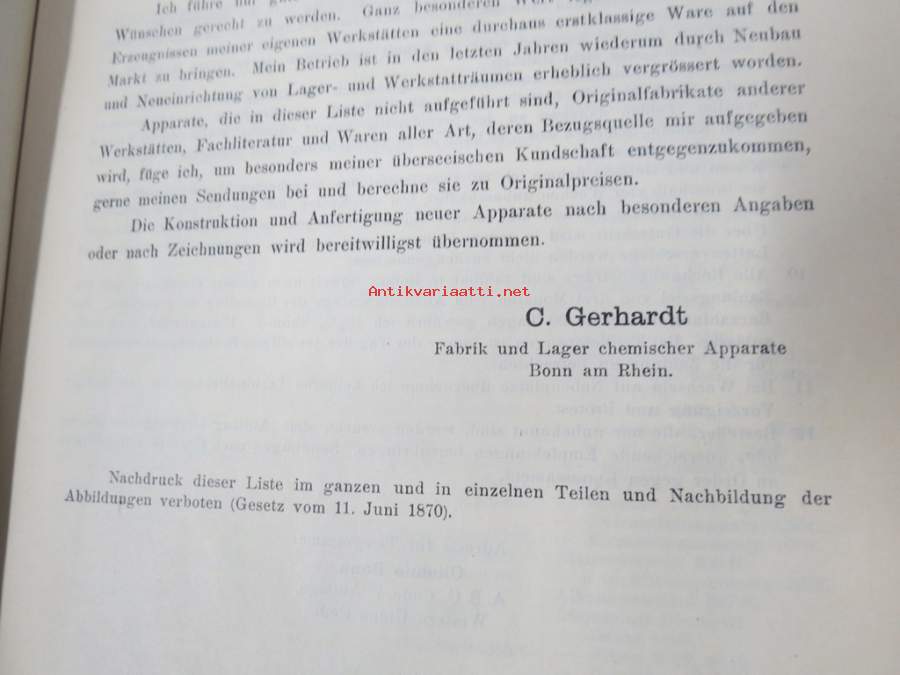 Ich führe
Wünschen gerecht zu werden. Ganz besonderen Wert
Erzeugnissen meiner eigenen Werkstätten eine durchaus erstklassige Ware auf den
Markt zu bringen. Mein Betrieb ist in den letzten Jahren wiederum durch Neubau
und Neueinrichtung von Lager- und Werkstatträumen erheblich vergrössert worden.
Apparate, die in dieser Liste nicht aufgeführt sind, Originalfabrikate anderer
Werkstätten, Fachliteratur und Waren aller Art, deren Bezugsquelle mir aufgegeben
wird, füge ich, um besonders meiner überseeischen Kundschaft entgegenzukommen,
gerne meinen Sendungen bei und berechne sie zu Originalpreisen.
Die Konstruktion und Anfertigung neuer Apparate nach besonderen Angaben
oder nach Zeichnungen wird bereitwilligst übernommen.
Antikvariaatti.net
C. Gerhardt
Fabrik und Lager chemischer Apparate
Bonn am Rhein.
Nachdruck dieser Liste im ganzen und in einzelnen Teilen und Nachbildung der
Abbildungen verboten (Gesetz vom 11. Juni 1870).